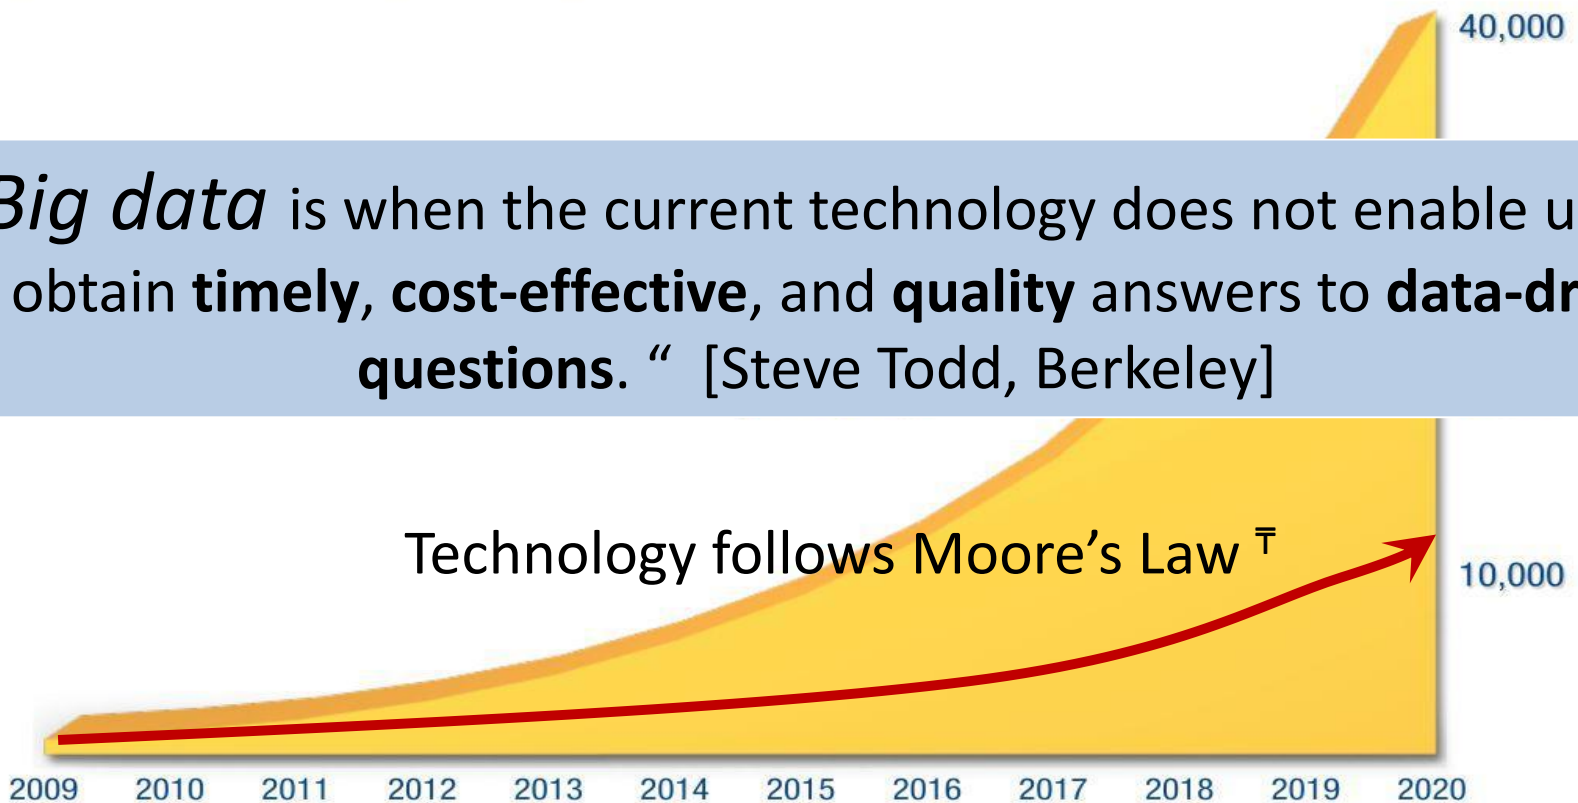 40,000
Big data is when the current technology does not enable u
obtain timely, cost-effective, and quality answers to data-dr
questions. “ [Steve Todd, Berkeley]
Technology follows Moore’s Law ₸
10,000
2009 2010 2011 2012 2013 2014 2015 2016 2017 2018 2019 2020